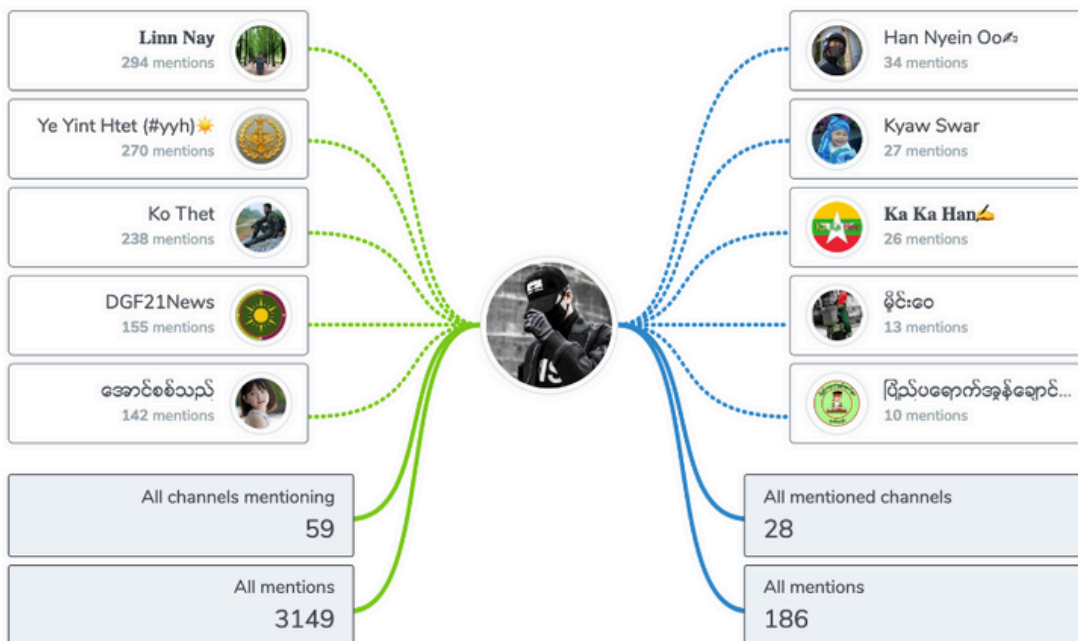 Linn Nay
294 mentions
Ye Yint Htet (#yyh)☀️
270 mentions
Ko Thet
238 mentions
DGF21News
155 mentions
အောင်စစ်သည်
142 mentions
All channels mentioning
59
All mentions
3149
Han Nyein Oo✍
34 mentions
Kyaw Swar
27 mentions
Ka Ka Han✍️
26 mentions
မှိုင်းဝေ
13 mentions
ပြည်ပရောက်အွန်ချောင်...
10 mentions
All mentioned channels
28
All mentions
186